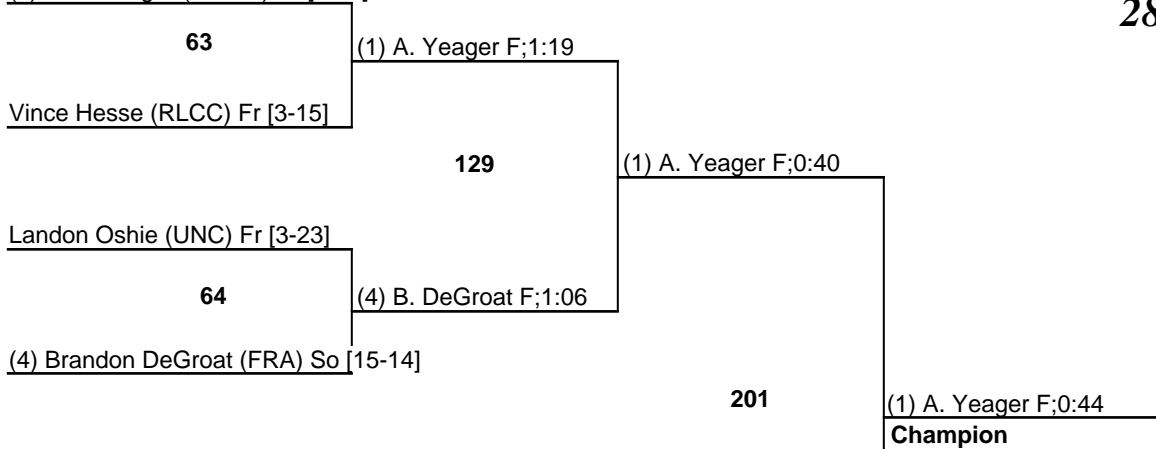 28
63
(1) A. Yeager F;1:19
Vince Hesse (RLCC) Fr [3-15]
129
(1) A. Yeager F;0:40
Landon Oshie (UNC) Fr [3-23]
64
(4) B. DeGroat F;1:06
(4) Brandon DeGroat (FRA) So [15-14]
201
(1) A. Yeager F;0:44
Champion